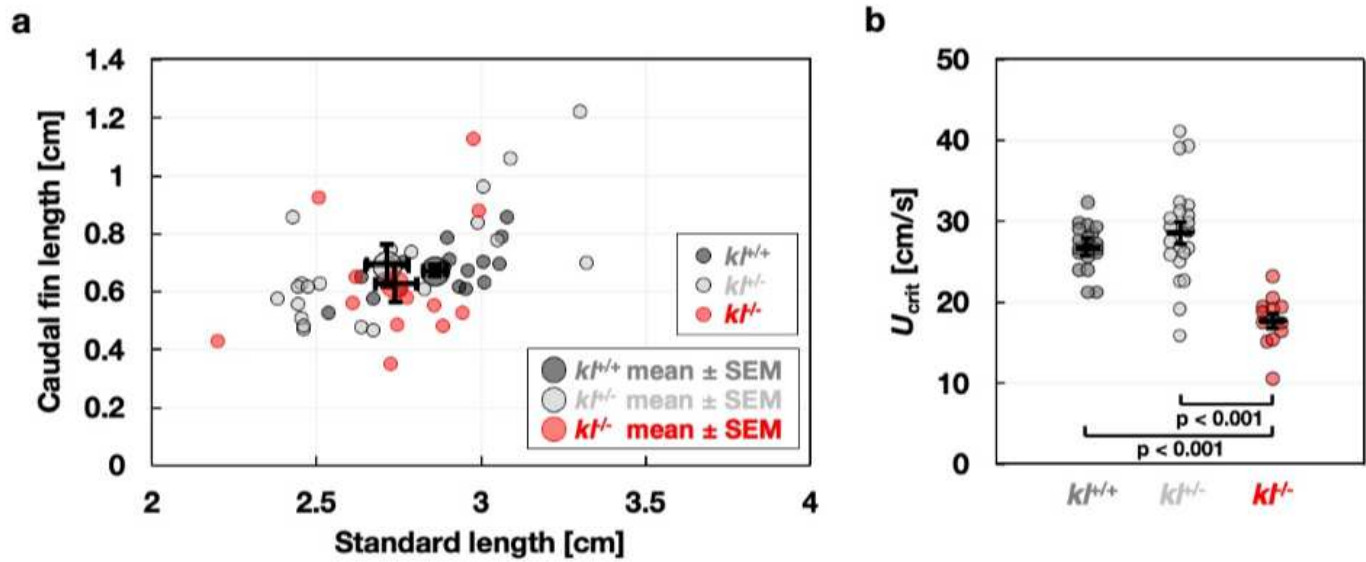 a
Caudal fin length [cm]
1.4
1.2
1
0.8
0.6
0.4
0.2
0
2
2.5
3
3.5
4
Standard length [cm]
kl+/+
kl+/-
kl-/-
kl+/+ mean ± SEM
kl+/- mean ± SEM
kl-/- mean ± SEM
b
Ucrit [cm/s]
50
40
30
20
10
0
p < 0.001
p < 0.001
kl+/+
kl+/-
kl-/-